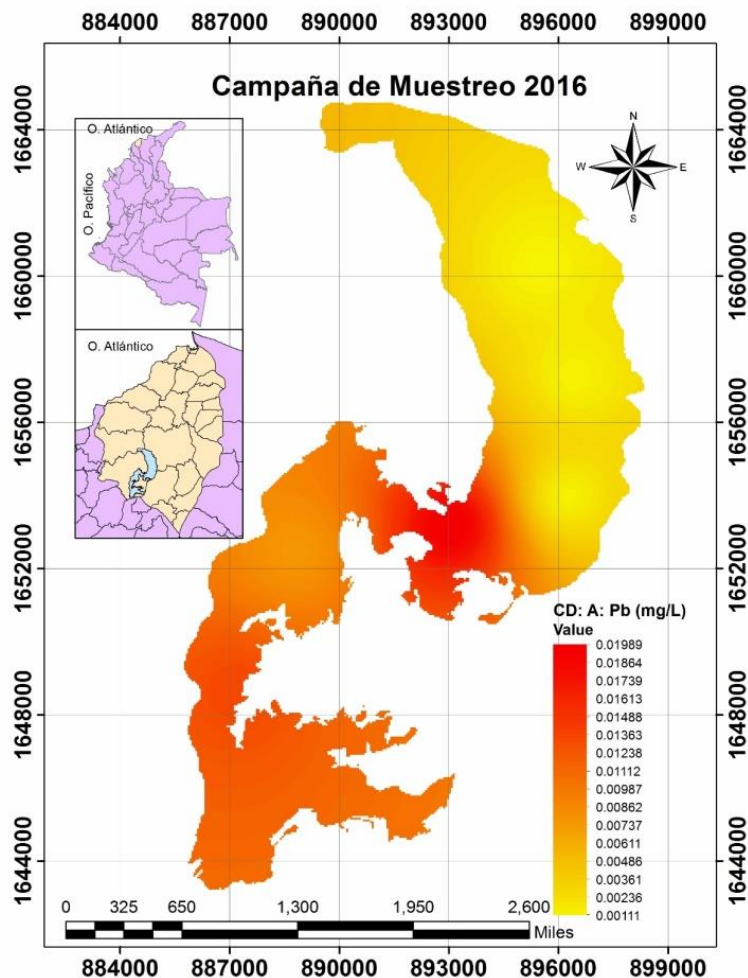 884000 887000 890000 893000 896000 899000
Campaña de Muestreo 2016
1664000
1664000
O. Atlántico
O. Pacífico
N
W
E
S
1660000
1660000
O. Atlántico
1656000
1656000
1652000
1652000
CD: A: Pb (mg/L)
Value
0.01989
0.01864
0.01739
0.01613
0.01488
0.01363
0.01238
0.01112
0.00987
0.00862
0.00737
0.00611
0.00486
0.00361
0.00236
0.00111
1648000
1648000
1644000
1644000
0 325 650 1,300 1,950 2,600
Miles
884000 887000 890000 893000 896000 899000